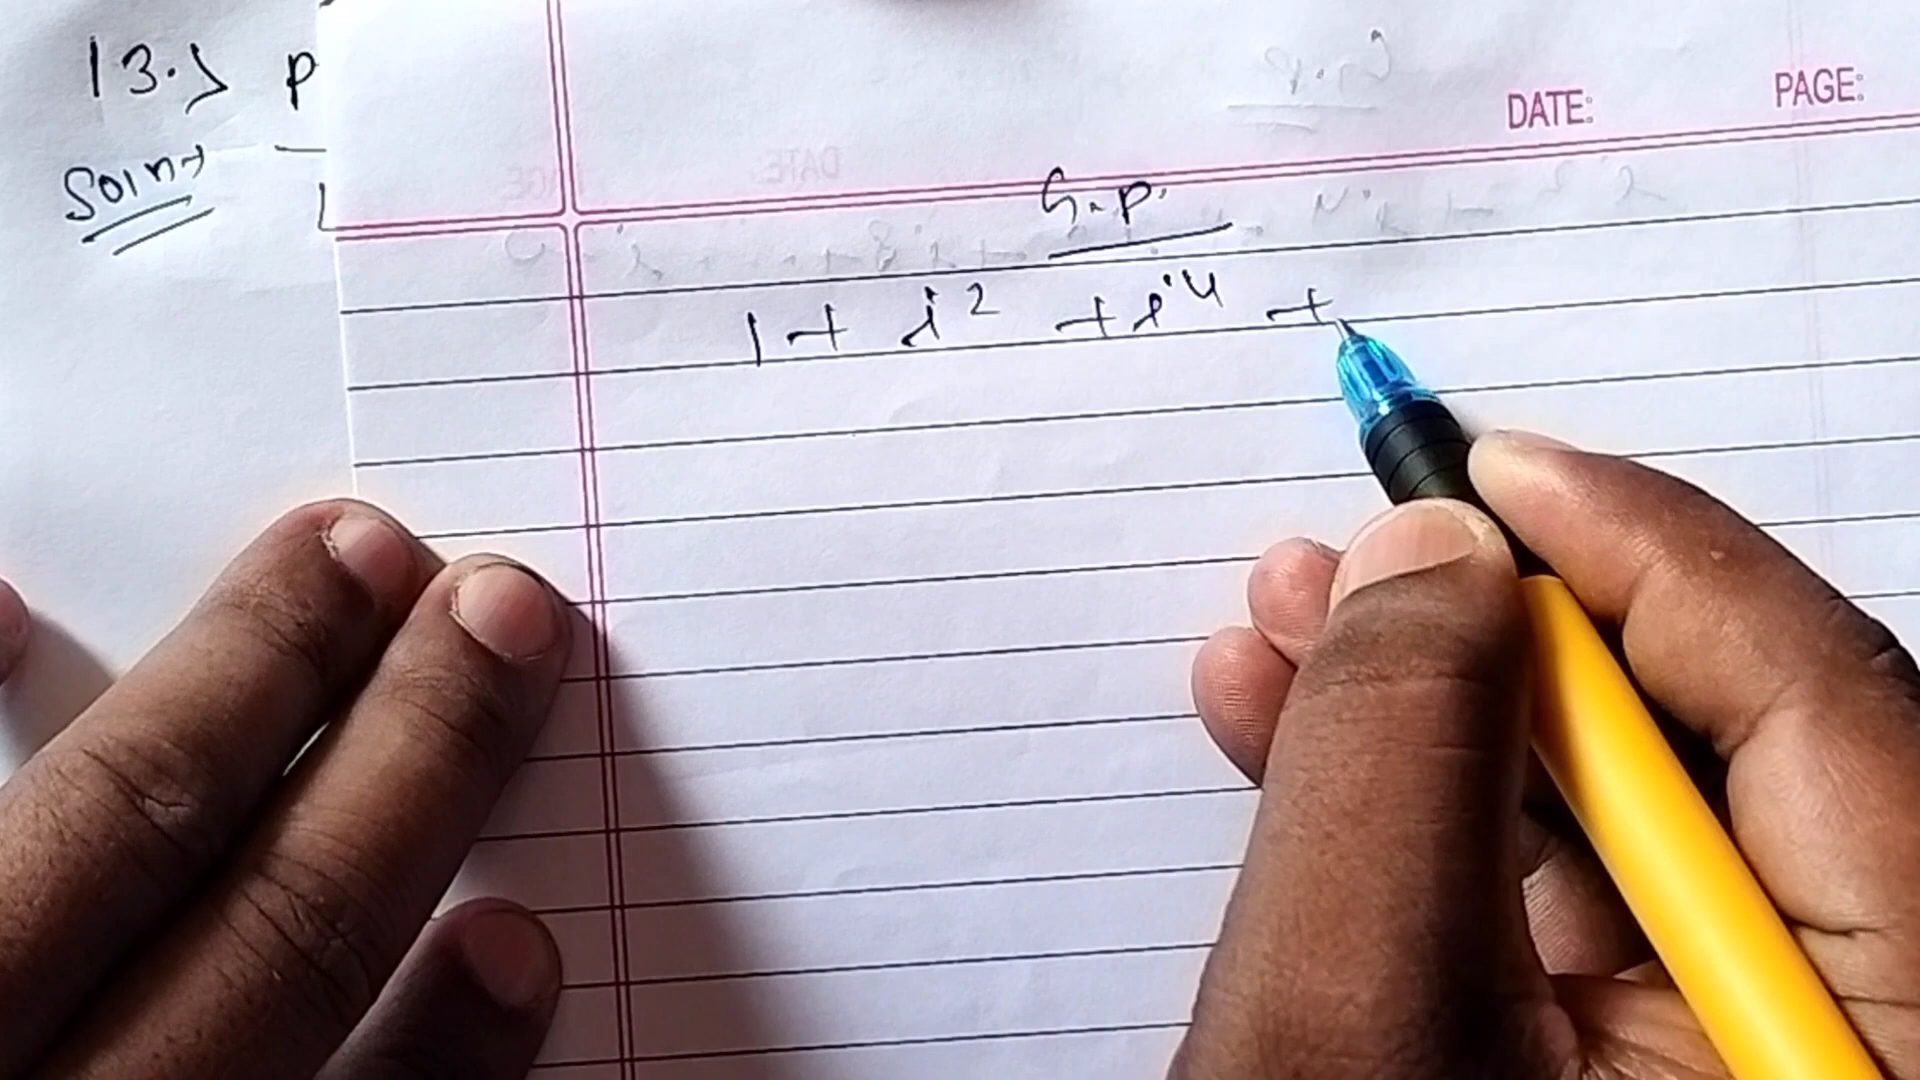 13.) P
Soln→
DATE: PAGE:
G.P.
1 + i² + i⁴ +